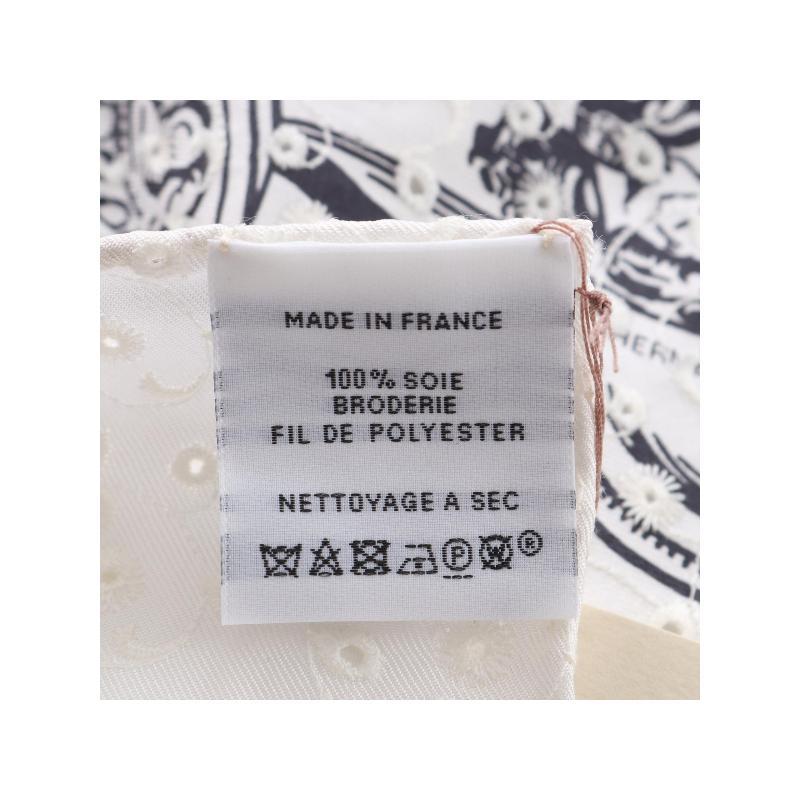 MADE IN FRANCE
100% SOIE
BRODERIE
FIL DE POLYESTER
NETTOYAGE A SEC
P W ®